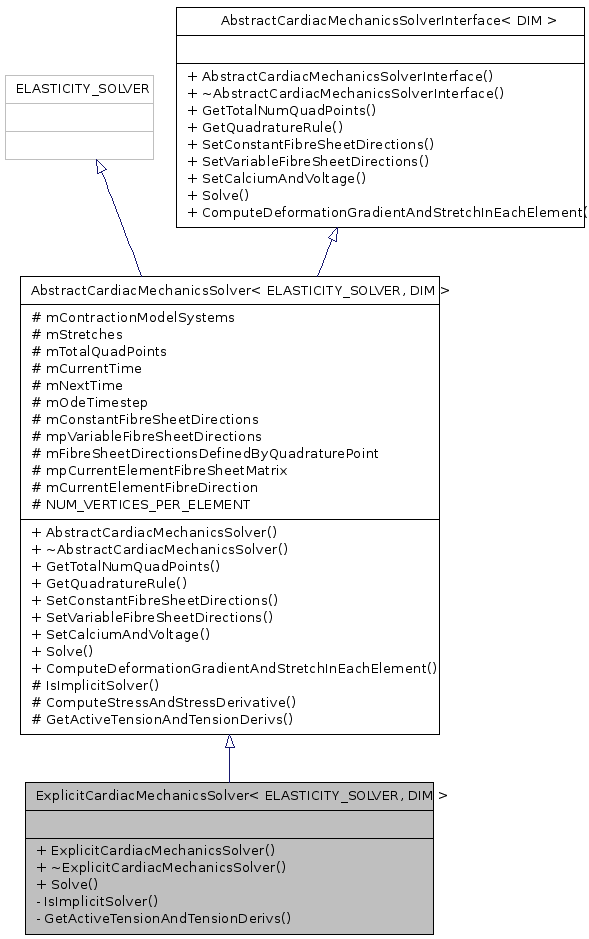 AbstractCardiacMechanicsSolverInterface< DIM >
+ AbstractCardiacMechanicsSolverInterface()
+ ~AbstractCardiacMechanicsSolverInterface()
+ GetTotalNumQuadPoints()
+ GetQuadratureRule()
+ SetConstantFibreSheetDirections()
+ SetVariableFibreSheetDirections()
+ SetCalciumAndVoltage()
+ Solve()
+ ComputeDeformationGradientAndStretchInEachElement(
ELASTICITY_SOLVER
AbstractCardiacMechanicsSolver< ELASTICITY_SOLVER, DIM >
# mContractionModelSystems
# mStretches
# mTotalQuadPoints
# mCurrentTime
# mNextTime
# mOdeTimestep
# mConstantFibreSheetDirections
# mpVariableFibreSheetDirections
# mFibreSheetDirectionsDefinedByQuadraturePoint
# mpCurrentElementFibreSheetMatrix
# mCurrentElementFibreDirection
# NUM_VERTICES_PER_ELEMENT
+ AbstractCardiacMechanicsSolver()
+ ~AbstractCardiacMechanicsSolver()
+ GetTotalNumQuadPoints()
+ GetQuadratureRule()
+ SetConstantFibreSheetDirections()
+ SetVariableFibreSheetDirections()
+ SetCalciumAndVoltage()
+ Solve()
+ ComputeDeformationGradientAndStretchInEachElement()
# IsImplicitSolver()
# ComputeStressAndStressDerivative()
# GetActiveTensionAndTensionDerivs()
ExplicitCardiacMechanicsSolver< ELASTICITY_SOLVER, DIM >
+ ExplicitCardiacMechanicsSolver()
+ ~ExplicitCardiacMechanicsSolver()
+ Solve()
- IsImplicitSolver()
- GetActiveTensionAndTensionDerivs()